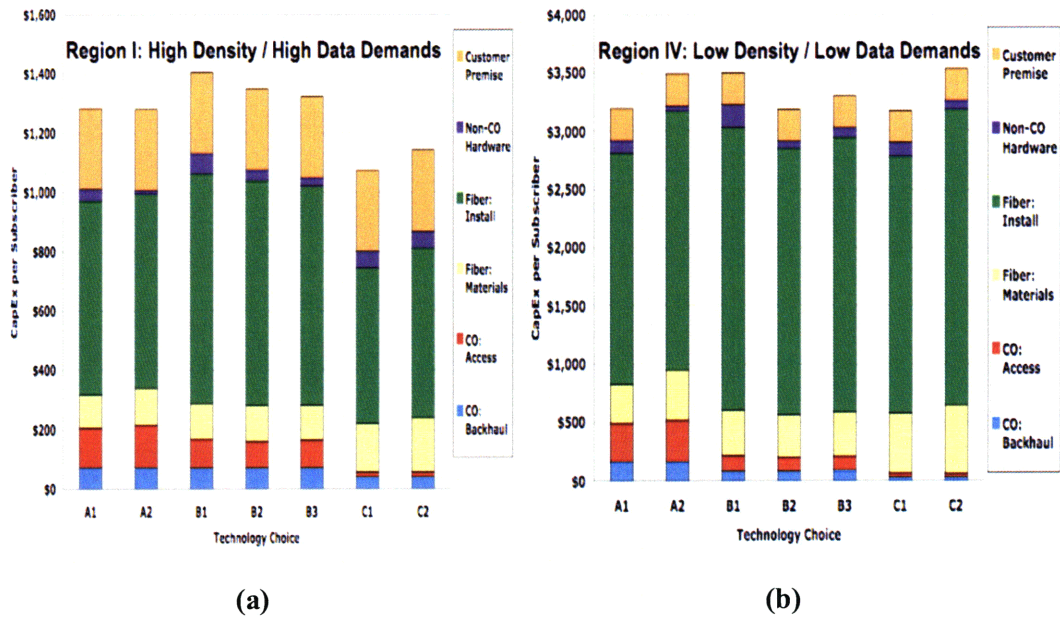 $1,600
$1,400
$1,200
$1,000
$800
$600
$400
$200
$0
CapEx per Subscriber
Region I: High Density / High Data Demands
A1 A2 B1 B2 B3 C1 C2
Technology Choice
Customer
Premise
Non-CO
Hardware
Fiber:
Install
Fiber:
Materials
CO:
Access
CO:
Backhaul
(a)
$4,000
$3,500
$3,000
$2,500
$2,000
$1,500
$1,000
$500
$0
CapEx per Subscriber
Region IV: Low Density / Low Data Demands
A1 A2 B1 B2 B3 C1 C2
Technology Choice
Customer
Premise
Non-CO
Hardware
Fiber:
Install
Fiber:
Materials
CO:
Access
CO:
Backhaul
(b)